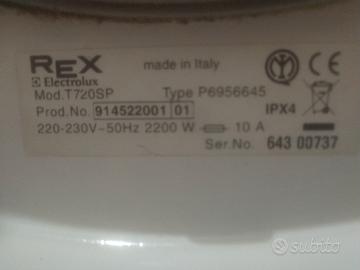 REX
Electrolux
made in Italy
Mod.T720SP
Type P6956645
Prod.No. 914522001 01
IPX4
220-230V~50Hz 2200 W
10 A
Ser.No. 643 00737
subito